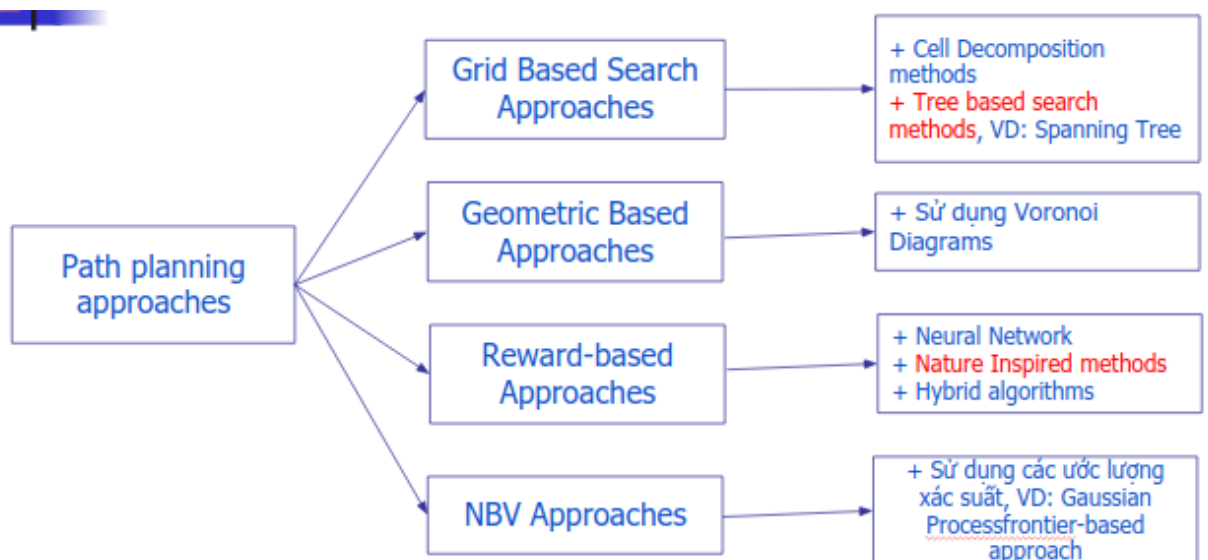 Grid Based Search
Approaches
+ Cell Decomposition
methods
+ Tree based search
methods, VD: Spanning Tree
Geometric Based
Approaches
+ Sử dụng Voronoi
Diagrams
Path planning
approaches
Reward-based
Approaches
+ Neural Network
+ Nature Inspired methods
+ Hybrid algorithms
NBV Approaches
+ Sử dụng các ước lượng
xác suất, VD: Gaussian
Processfrontier-based
approach